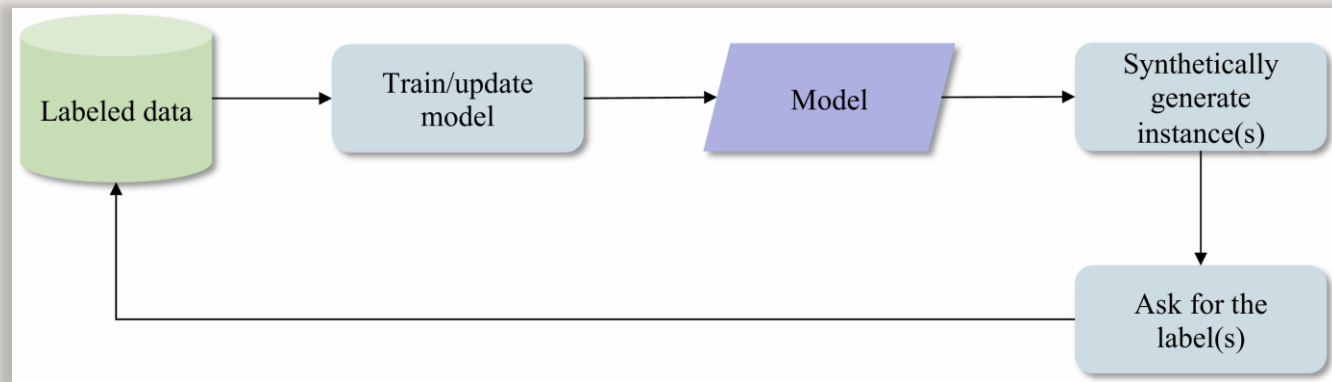 Labeled data
Train/update
model
Model
Synthetically
generate
instance(s)
Ask for the
label(s)